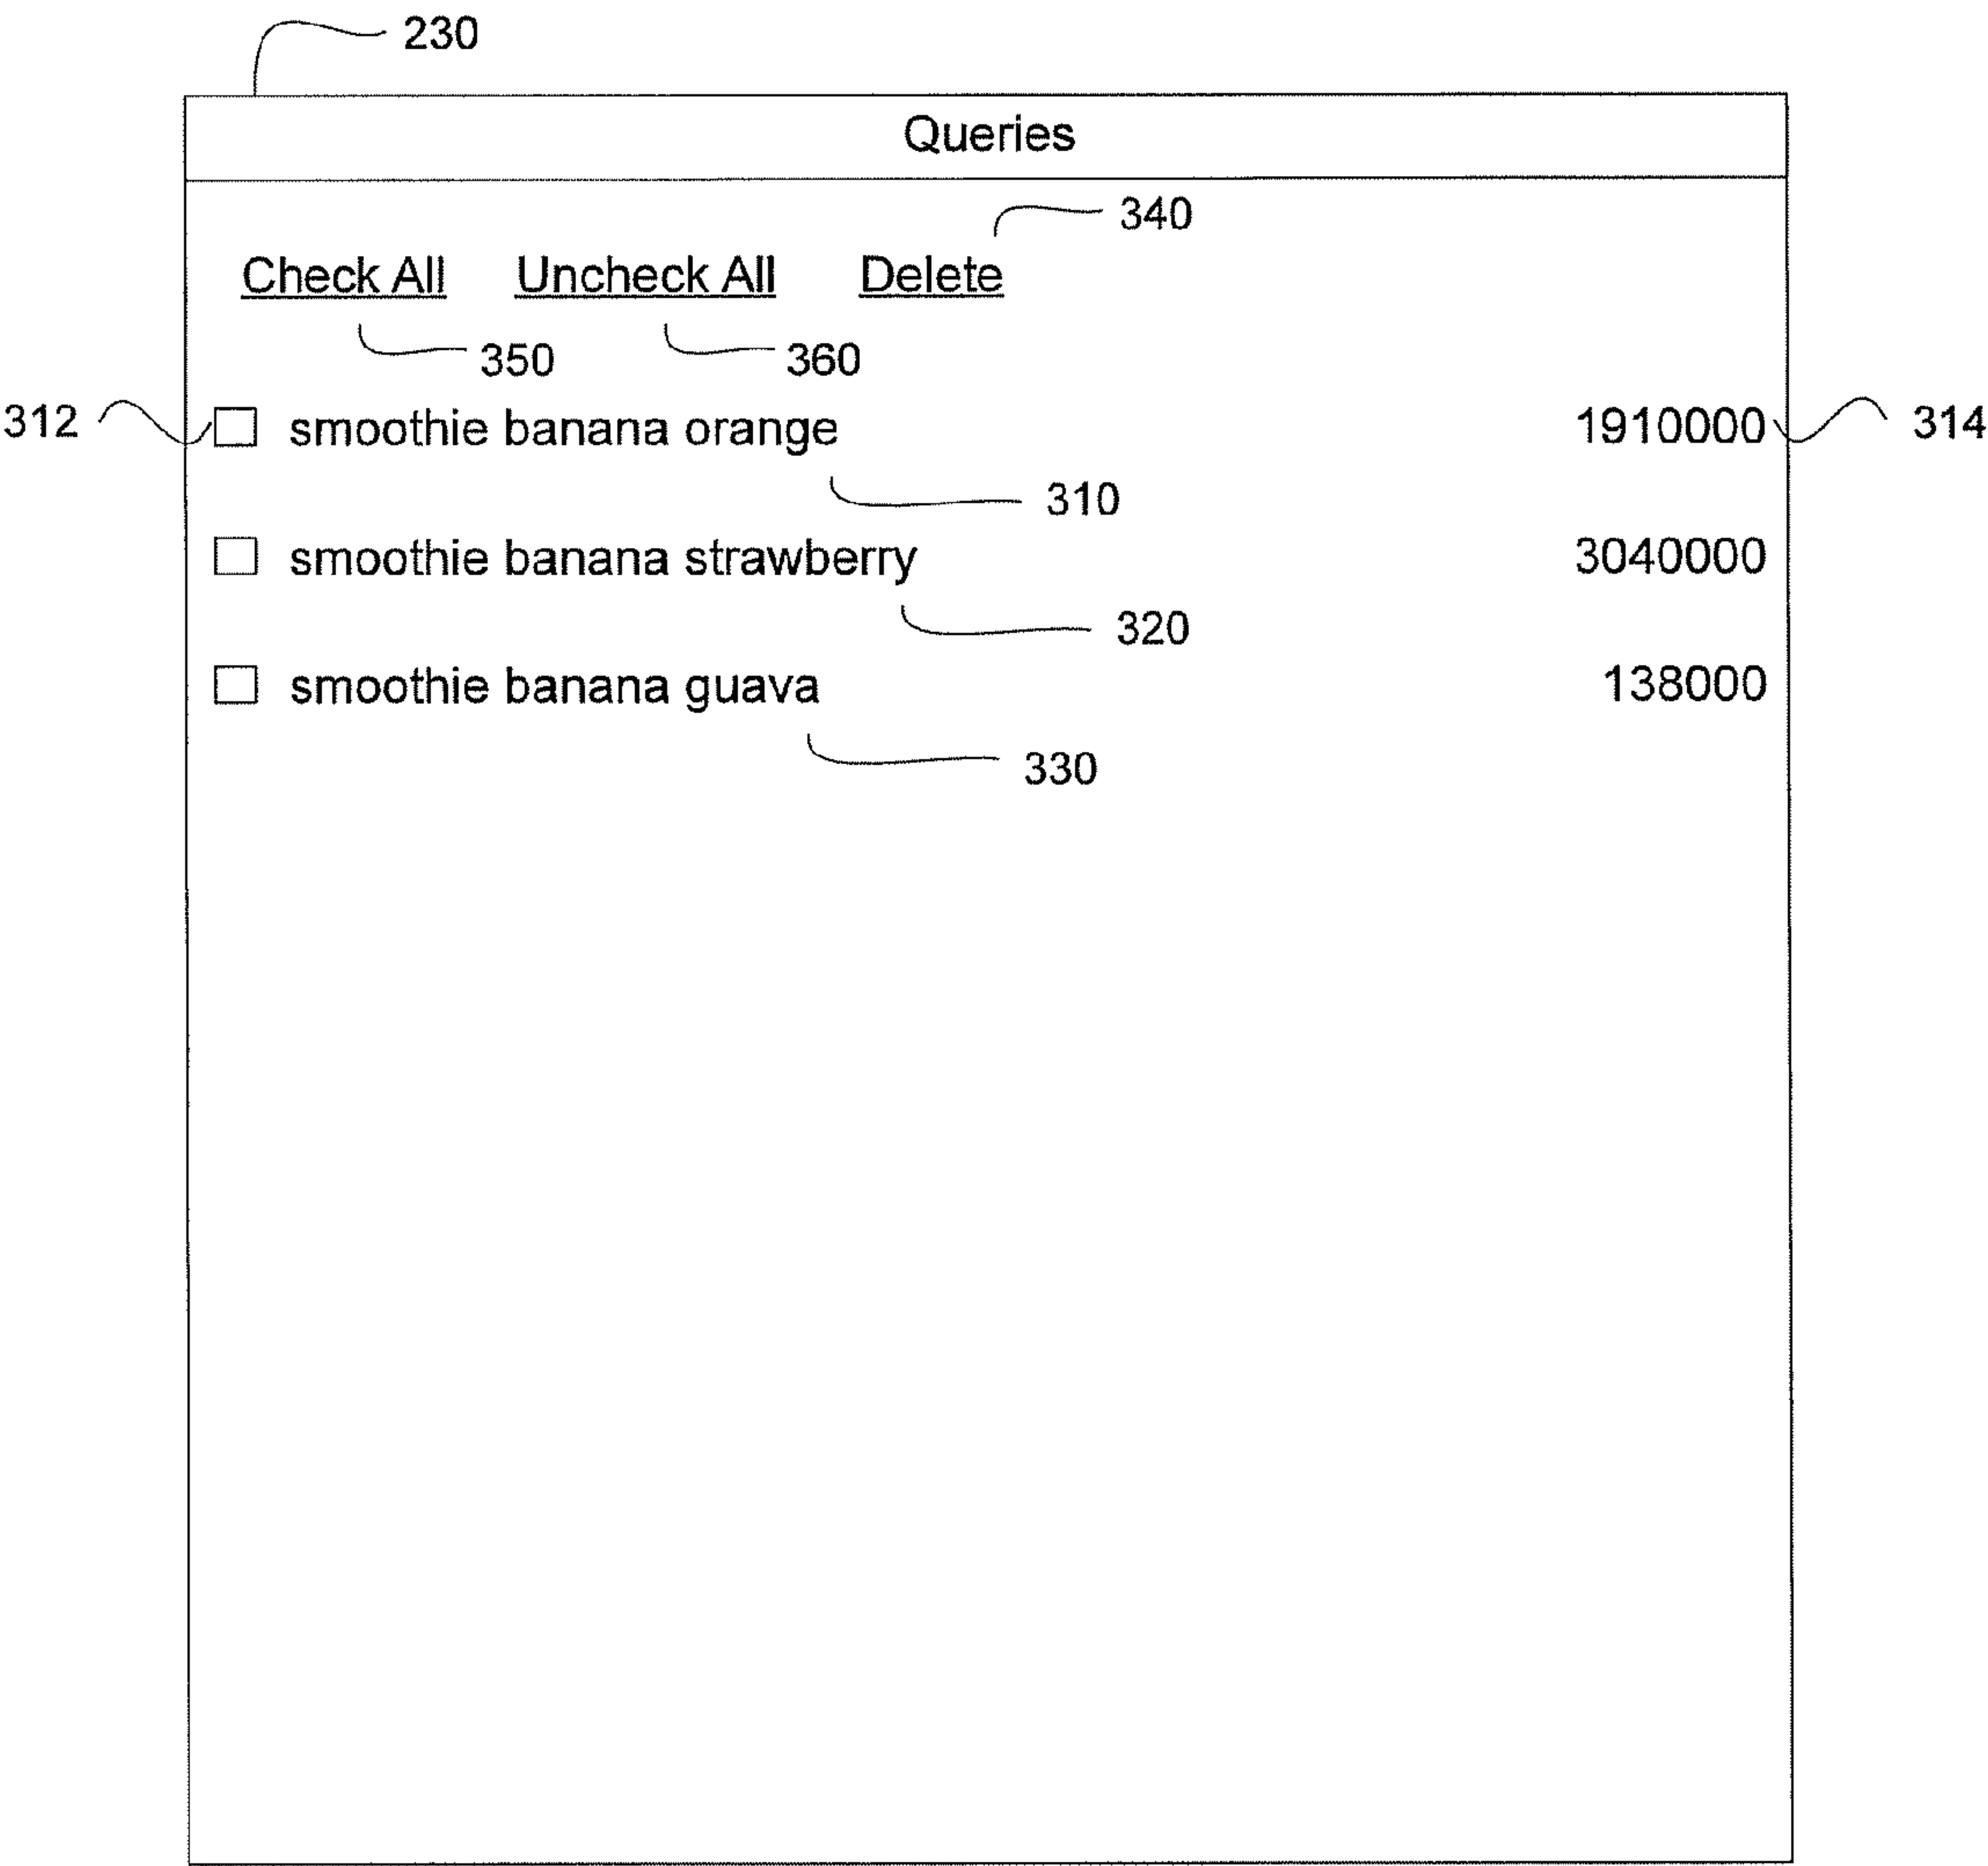 230
Queries
340
Check All Uncheck All Delete
350 360
312 smoothie banana orange 1910000 314
310
smoothie banana strawberry 3040000
320
smoothie banana guava 138000
330